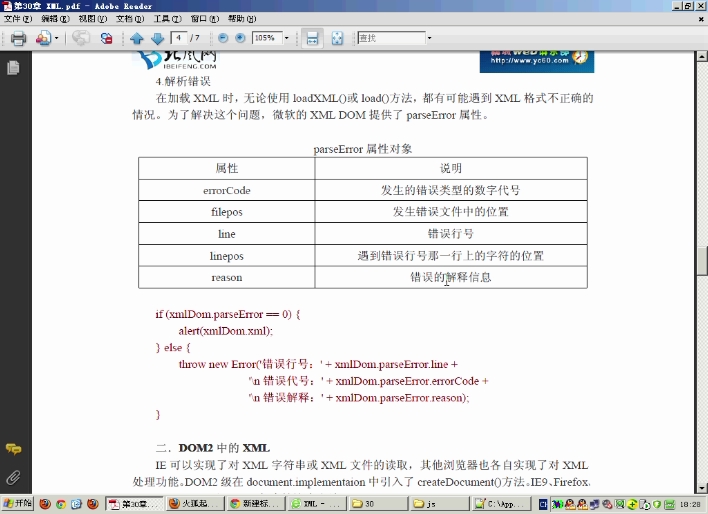 第30章 XML.pdf - Adobe Reader
文件(F) 编辑(E) 视图(V) 文档(D) 工具(T) 窗口(W) 帮助(H)
4 / 7 105% 查找
IBEIFENG.COM
http://www.yc60.com
4.解析错误
在加载 XML 时，无论使用 loadXML()或 load()方法，都有可能遇到 XML 格式不正确的
情况。为了解决这个问题，微软的 XML DOM 提供了 parseError 属性。
parseError 属性对象
属性 说明
errorCode 发生的错误类型的数字代号
filepos 发生错误文件中的位置
line 错误行号
linepos 遇到错误行号那一行上的字符的位置
reason 错误的解释信息
if (xmlDom.parseError == 0) {
alert(xmlDom.xml);
} else {
throw new Error('错误行号：' + xmlDom.parseError.line +
'\n 错误代号：' + xmlDom.parseError.errorCode +
'\n 错误解释：' + xmlDom.parseError.reason);
}
二．DOM2 中的 XML
IE 可以实现了对 XML 字符串或 XML 文件的读取，其他浏览器也各自实现了对 XML
处理功能。DOM2 级在 document.implementaion 中引入了 createDocument()方法。IE9、Firefox、
开始 第30章... 火狐起... 新建标... XML - ... 30 js C:\App... 18:28